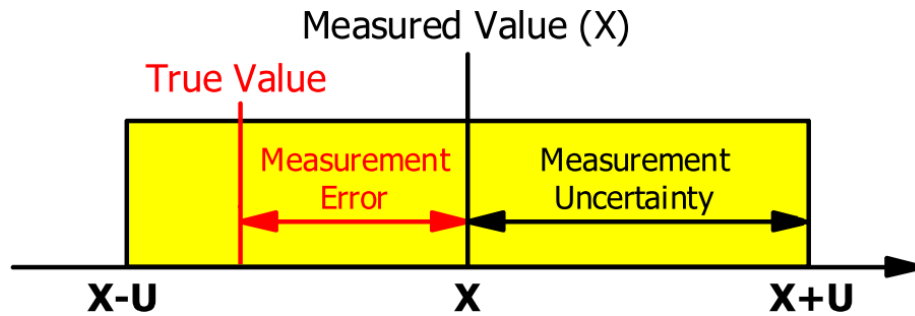 Measured Value (X)
True Value
Measurement
Error
Measurement
Uncertainty
X-U
X
X+U